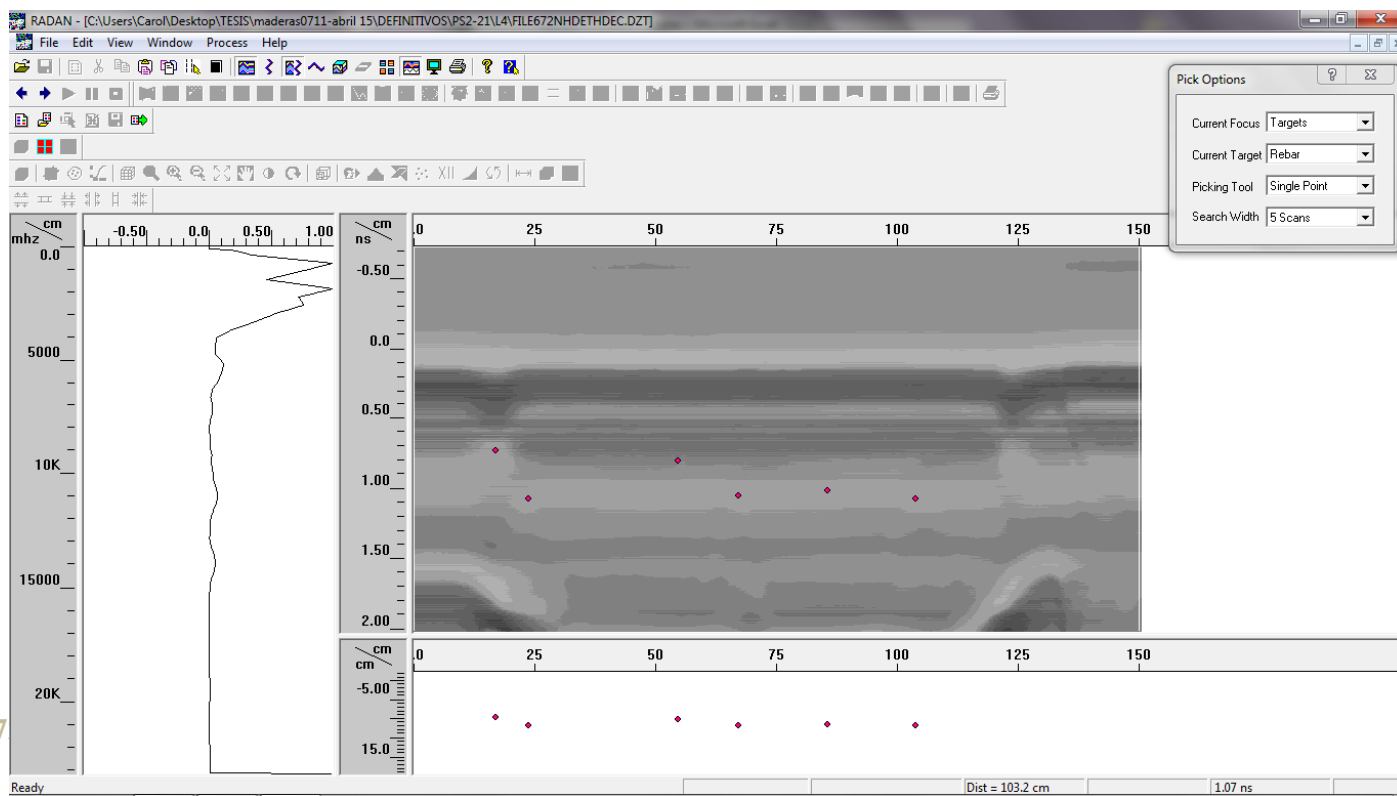 RADAN - [C:\Users\Carol\Desktop\TESIS\maderas0711-abril 15\DEFINITIVOS\PS2-21\L4\FILE672NHDETHDEC.DZT]
File Edit View Window Process Help
Pick Options
Current Focus Targets
Current Target Rebar
Picking Tool Single Point
Search Width 5 Scans
XII
cm
mhz
-0.50 0.0 0.50 1.00
cm
ns
.0 25 50 75 100 125 150
0.0
5000
10K
15000
20K
-0.50
0.0
0.50
1.00
1.50
2.00
cm
cm
.0 25 50 75 100 125 150
-5.00
15.0
7
Ready
Dist = 103.2 cm
1.07 ns